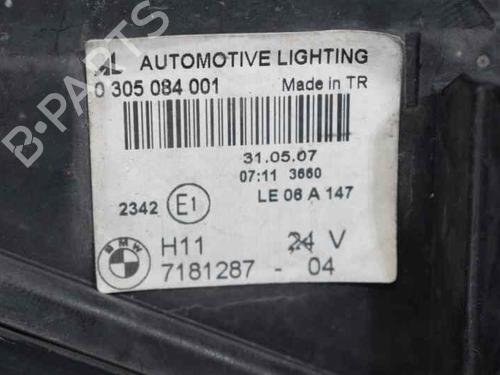 AL AUTOMOTIVE LIGHTING
0 305 084 001 Made in TR
31.05.07
07:11 3660
LE 06 A 147
2342 E1
BMW H11 24 V
7181287 - 04
B-PARTS